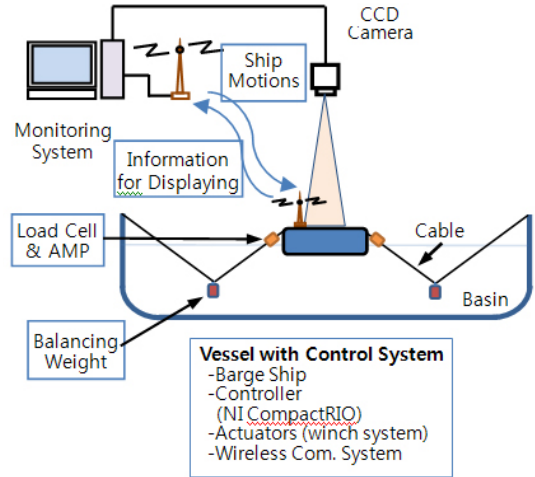 CCD
Camera
Ship
Motions
Monitoring
System
Information
for Displaying
Load Cell
& AMP
Cable
Basin
Balancing
Weight
Vessel with Control System
-Barge Ship
-Controller
(NI CompactRIO)
-Actuators (winch system)
-Wireless Com. System